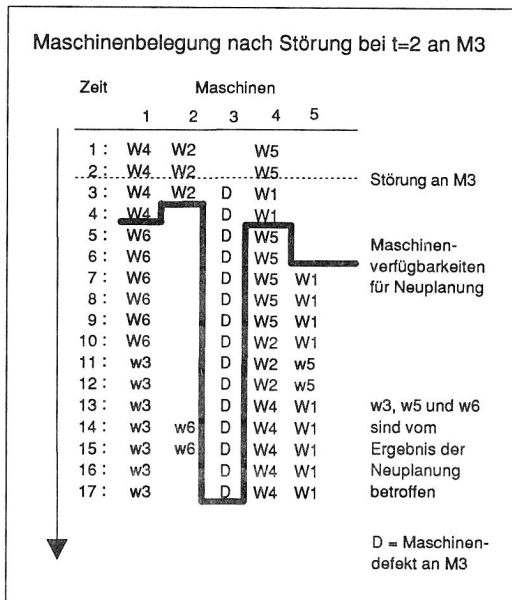 Maschinenbelegung nach Störung bei t=2 an M3
Zeit Maschinen
1 2 3 4 5
1 : W4 W2 W5
2 : W4 W2 W5
Störung an M3
3 : W4 W2 D W1
4 : W4 D W1
5 : W6 D W5
Maschinen-
6 : W6 D W5
verfügbarkeiten
7 : W6 D W5 W1
für Neuplanung
8 : W6 D W5 W1
9 : W6 D W5 W1
10 : W6 D W2 W1
11 : w3 D W2 w5
12 : w3 D W2 w5
13 : w3 D W4 W1 w3, w5 und w6
14 : w3 w6 D W4 W1 sind vom
15 : w3 w6 D W4 W1 Ergebnis der
16 : w3 D W4 W1 Neuplanung
17 : w3 D W4 W1 betroffen
D = Maschinen-
defekt an M3